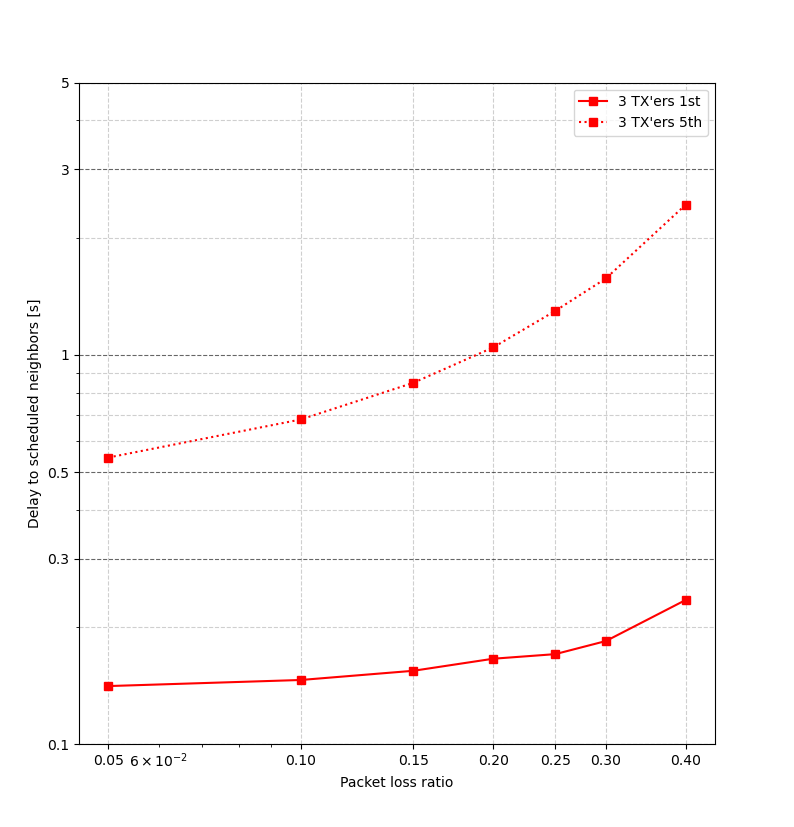 3 TX'ers 1st
3 TX'ers 5th
Delay to scheduled neighbors [s]
5
3
1
0.5
0.3
0.1
0.05 6 × 10⁻² 0.10 0.15 0.20 0.25 0.30 0.40
Packet loss ratio